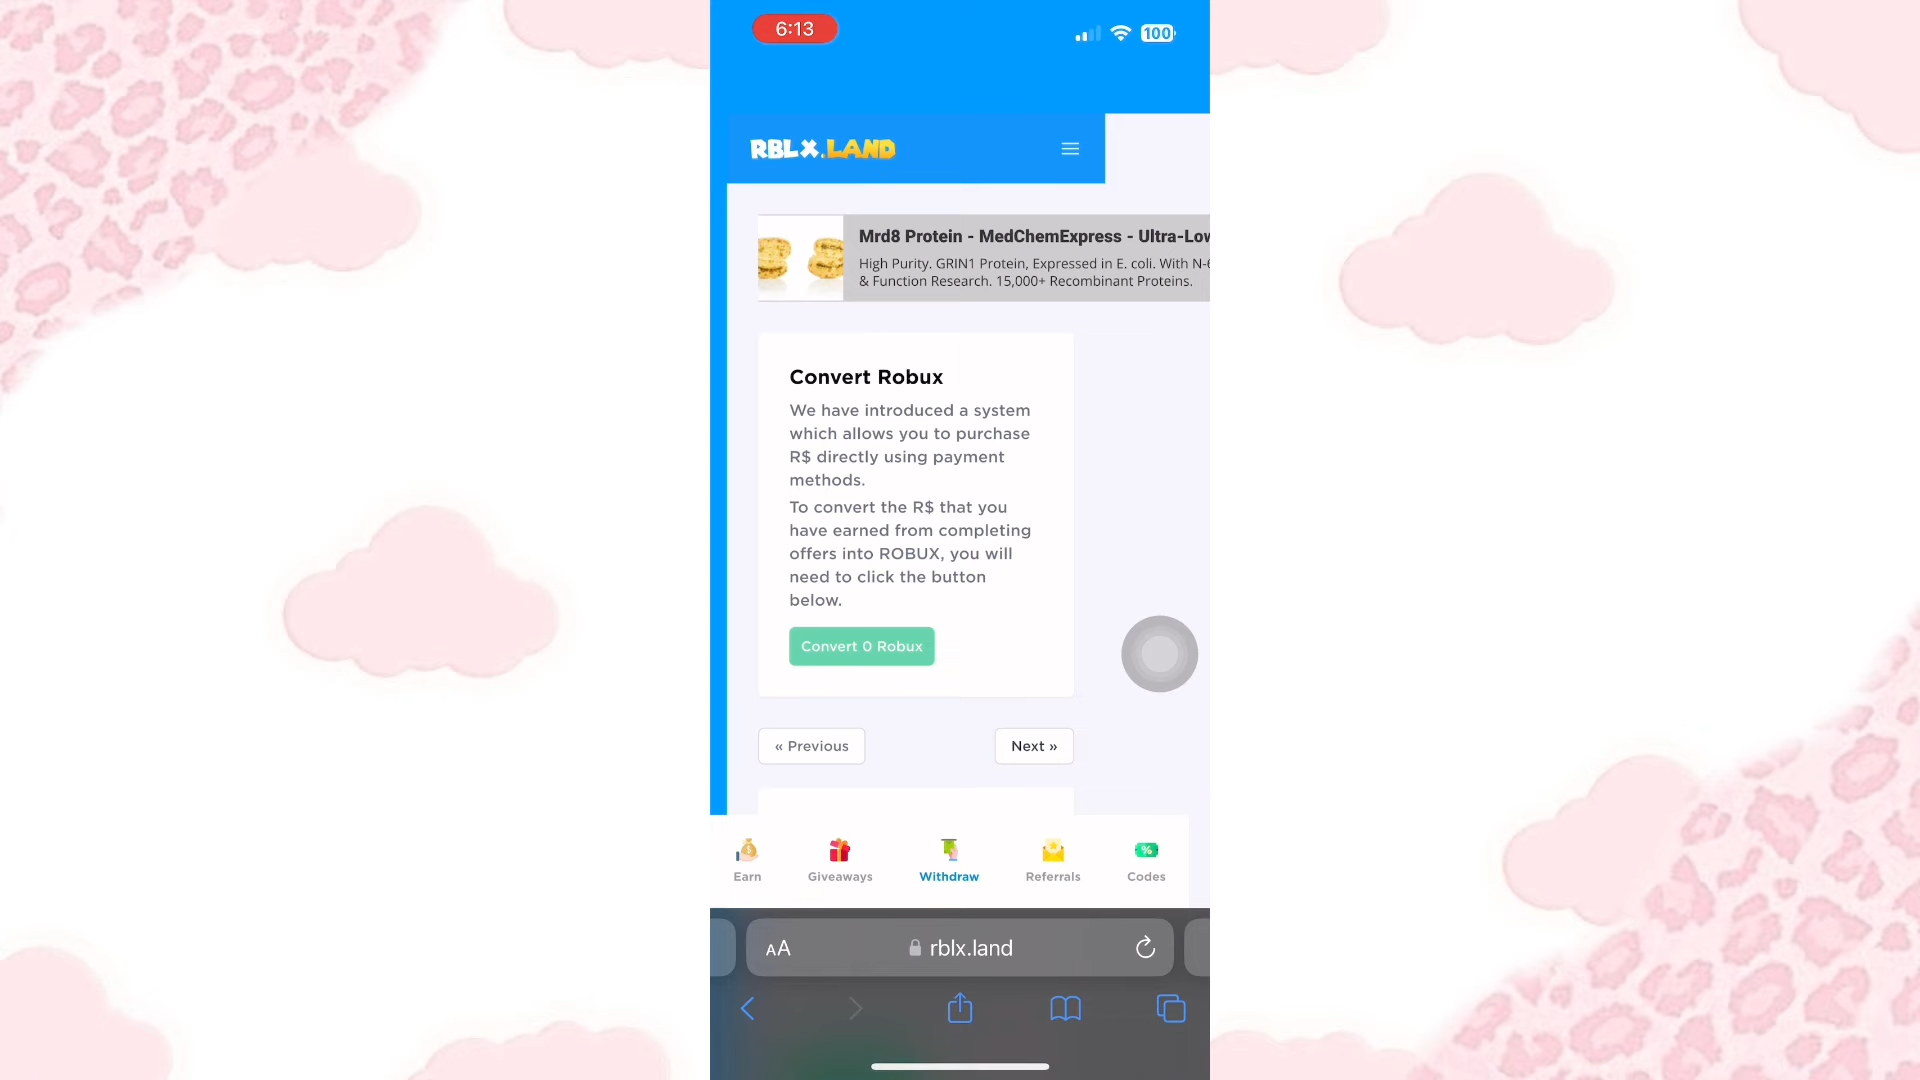 6:13
100
RBLX.LAND
Mrd8 Protein - MedChemExpress - Ultra-Low
High Purity. GRIN1 Protein, Expressed in E. coli. With N-6
& Function Research. 15,000+ Recombinant Proteins.
Convert Robux
We have introduced a system
which allows you to purchase
R$ directly using payment
methods.
To convert the R$ that you
have earned from completing
offers into ROBUX, you will
need to click the button
below.
Convert 0 Robux
« Previous
Next »
Earn
Giveaways
Withdraw
Referrals
Codes
AA
rblx.land